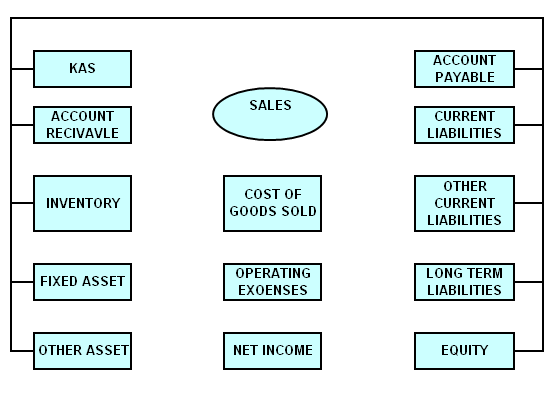 KAS
ACCOUNT
PAYABLE
SALES
ACCOUNT
RECIVAVLE
CURRENT
LIABILITIES
INVENTORY
COST OF
GOODS SOLD
OTHER
CURRENT
LIABILITIES
FIXED ASSET
OPERATING
EXOENSES
LONG TERM
LIABILITIES
OTHER ASSET
NET INCOME
EQUITY